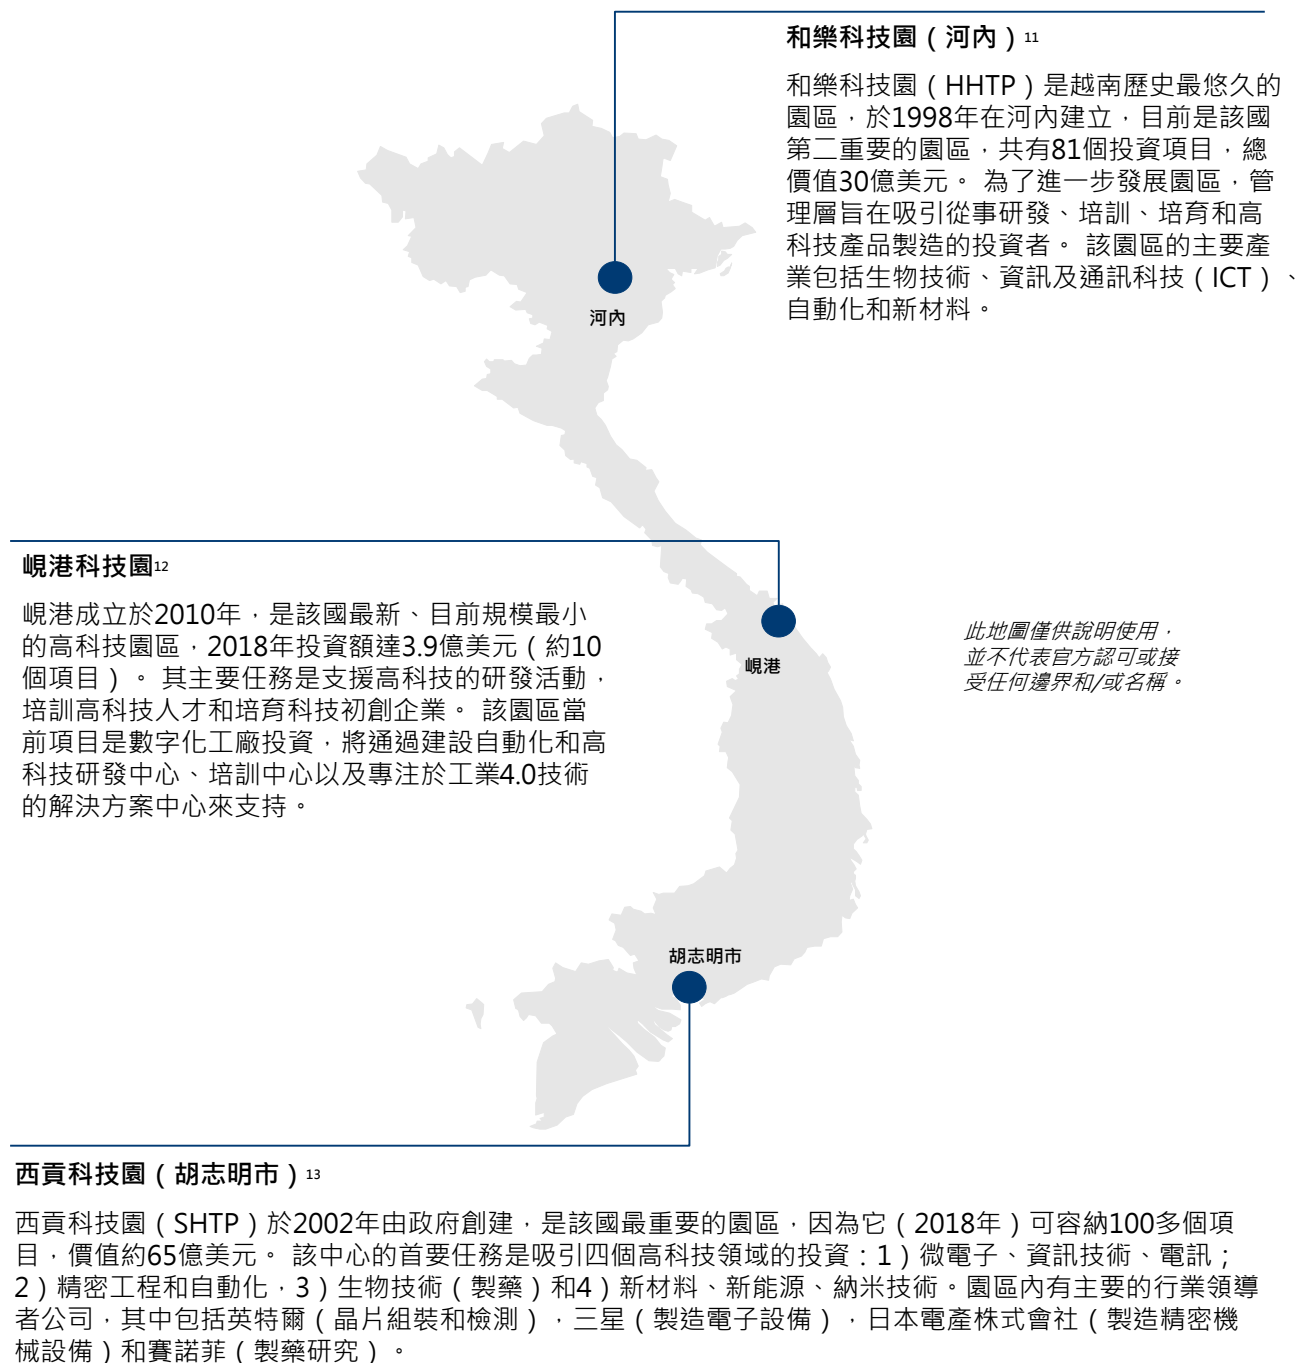 和樂科技園（河內）11
和樂科技園（HHTP）是越南歷史最悠久的
園區，於1998年在河內建立，目前是該國
第二重要的園區，共有81個投資項目，總
價值30億美元。 為了進一步發展園區，管
理層旨在吸引從事研發、培訓、培育和高
科技產品製造的投資者。 該園區的主要產
業包括生物技術、資訊及通訊科技（ICT）、
自動化和新材料。
河內
峴港科技園12
峴港成立於2010年，是該國最新、目前規模最小
的高科技園區，2018年投資額達3.9億美元（約10
個項目）。 其主要任務是支援高科技的研發活動，
培訓高科技人才和培育科技初創企業。 該園區當
前項目是數字化工廠投資，將通過建設自動化和高
科技研發中心、培訓中心以及專注於工業4.0技術
的解決方案中心來支持。
峴港
此地圖僅供說明使用，
並不代表官方認可或接
受任何邊界和/或名稱。
胡志明市
西貢科技園（胡志明市）13
西貢科技園（SHTP）於2002年由政府創建，是該國最重要的園區，因為它（2018年）可容納100多個項
目，價值約65億美元。 該中心的首要任務是吸引四個高科技領域的投資：1）微電子、資訊技術、電訊；
2）精密工程和自動化，3）生物技術（製藥）和4）新材料、新能源、納米技術。園區內有主要的行業領導
者公司，其中包括英特爾（晶片組裝和檢測），三星（製造電子設備），日本電產株式會社（製造精密機
械設備）和賽諾菲（製藥研究）。